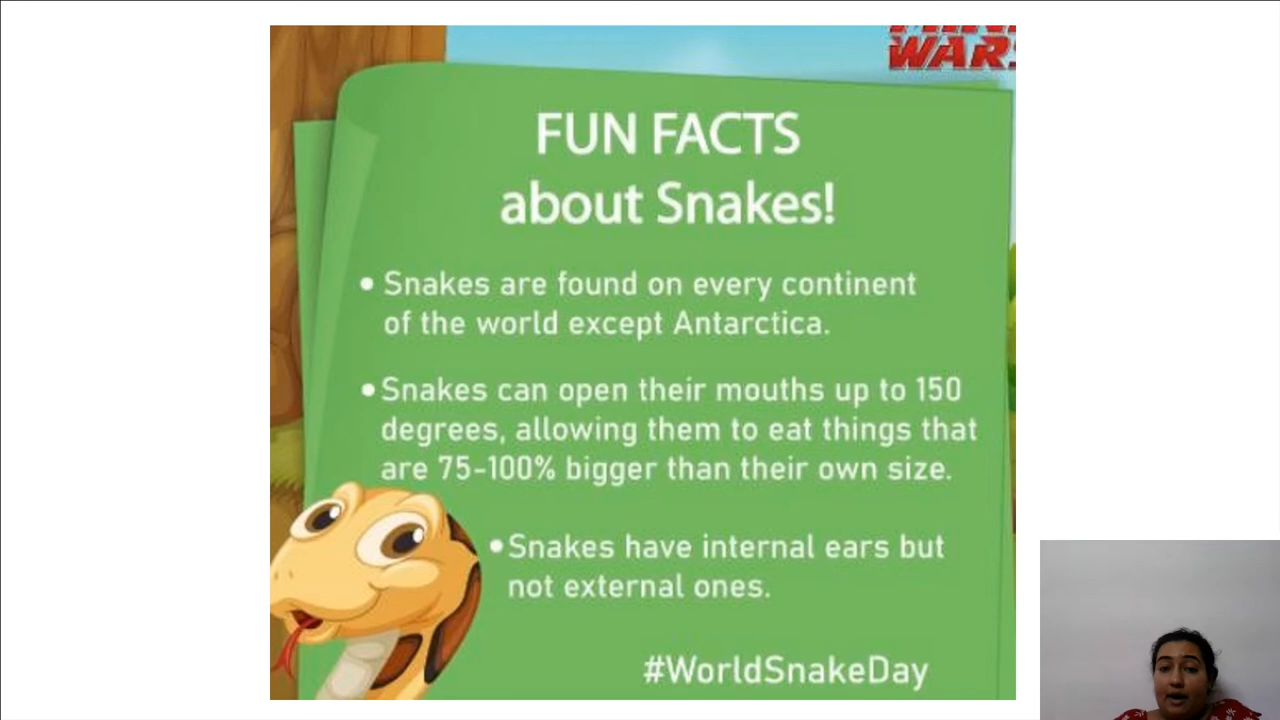 WARS
FUN FACTS
about Snakes!
• Snakes are found on every continent
of the world except Antarctica.
• Snakes can open their mouths up to 150
degrees, allowing them to eat things that
are 75-100% bigger than their own size.
• Snakes have internal ears but
not external ones.
#WorldSnakeDay